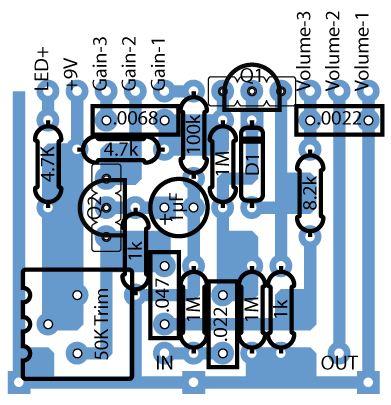 LED+
+9V
Gain-3
Gain-2
Gain-1
Volume-3
Volume-2
Volume-1
Q1
.0068
.0022
100k
4.7K
4.7k
1M
D1
8.2k
Q2
+
1uF
1k
50K Trim
.047
1M
.022
1M
1k
IN
OUT